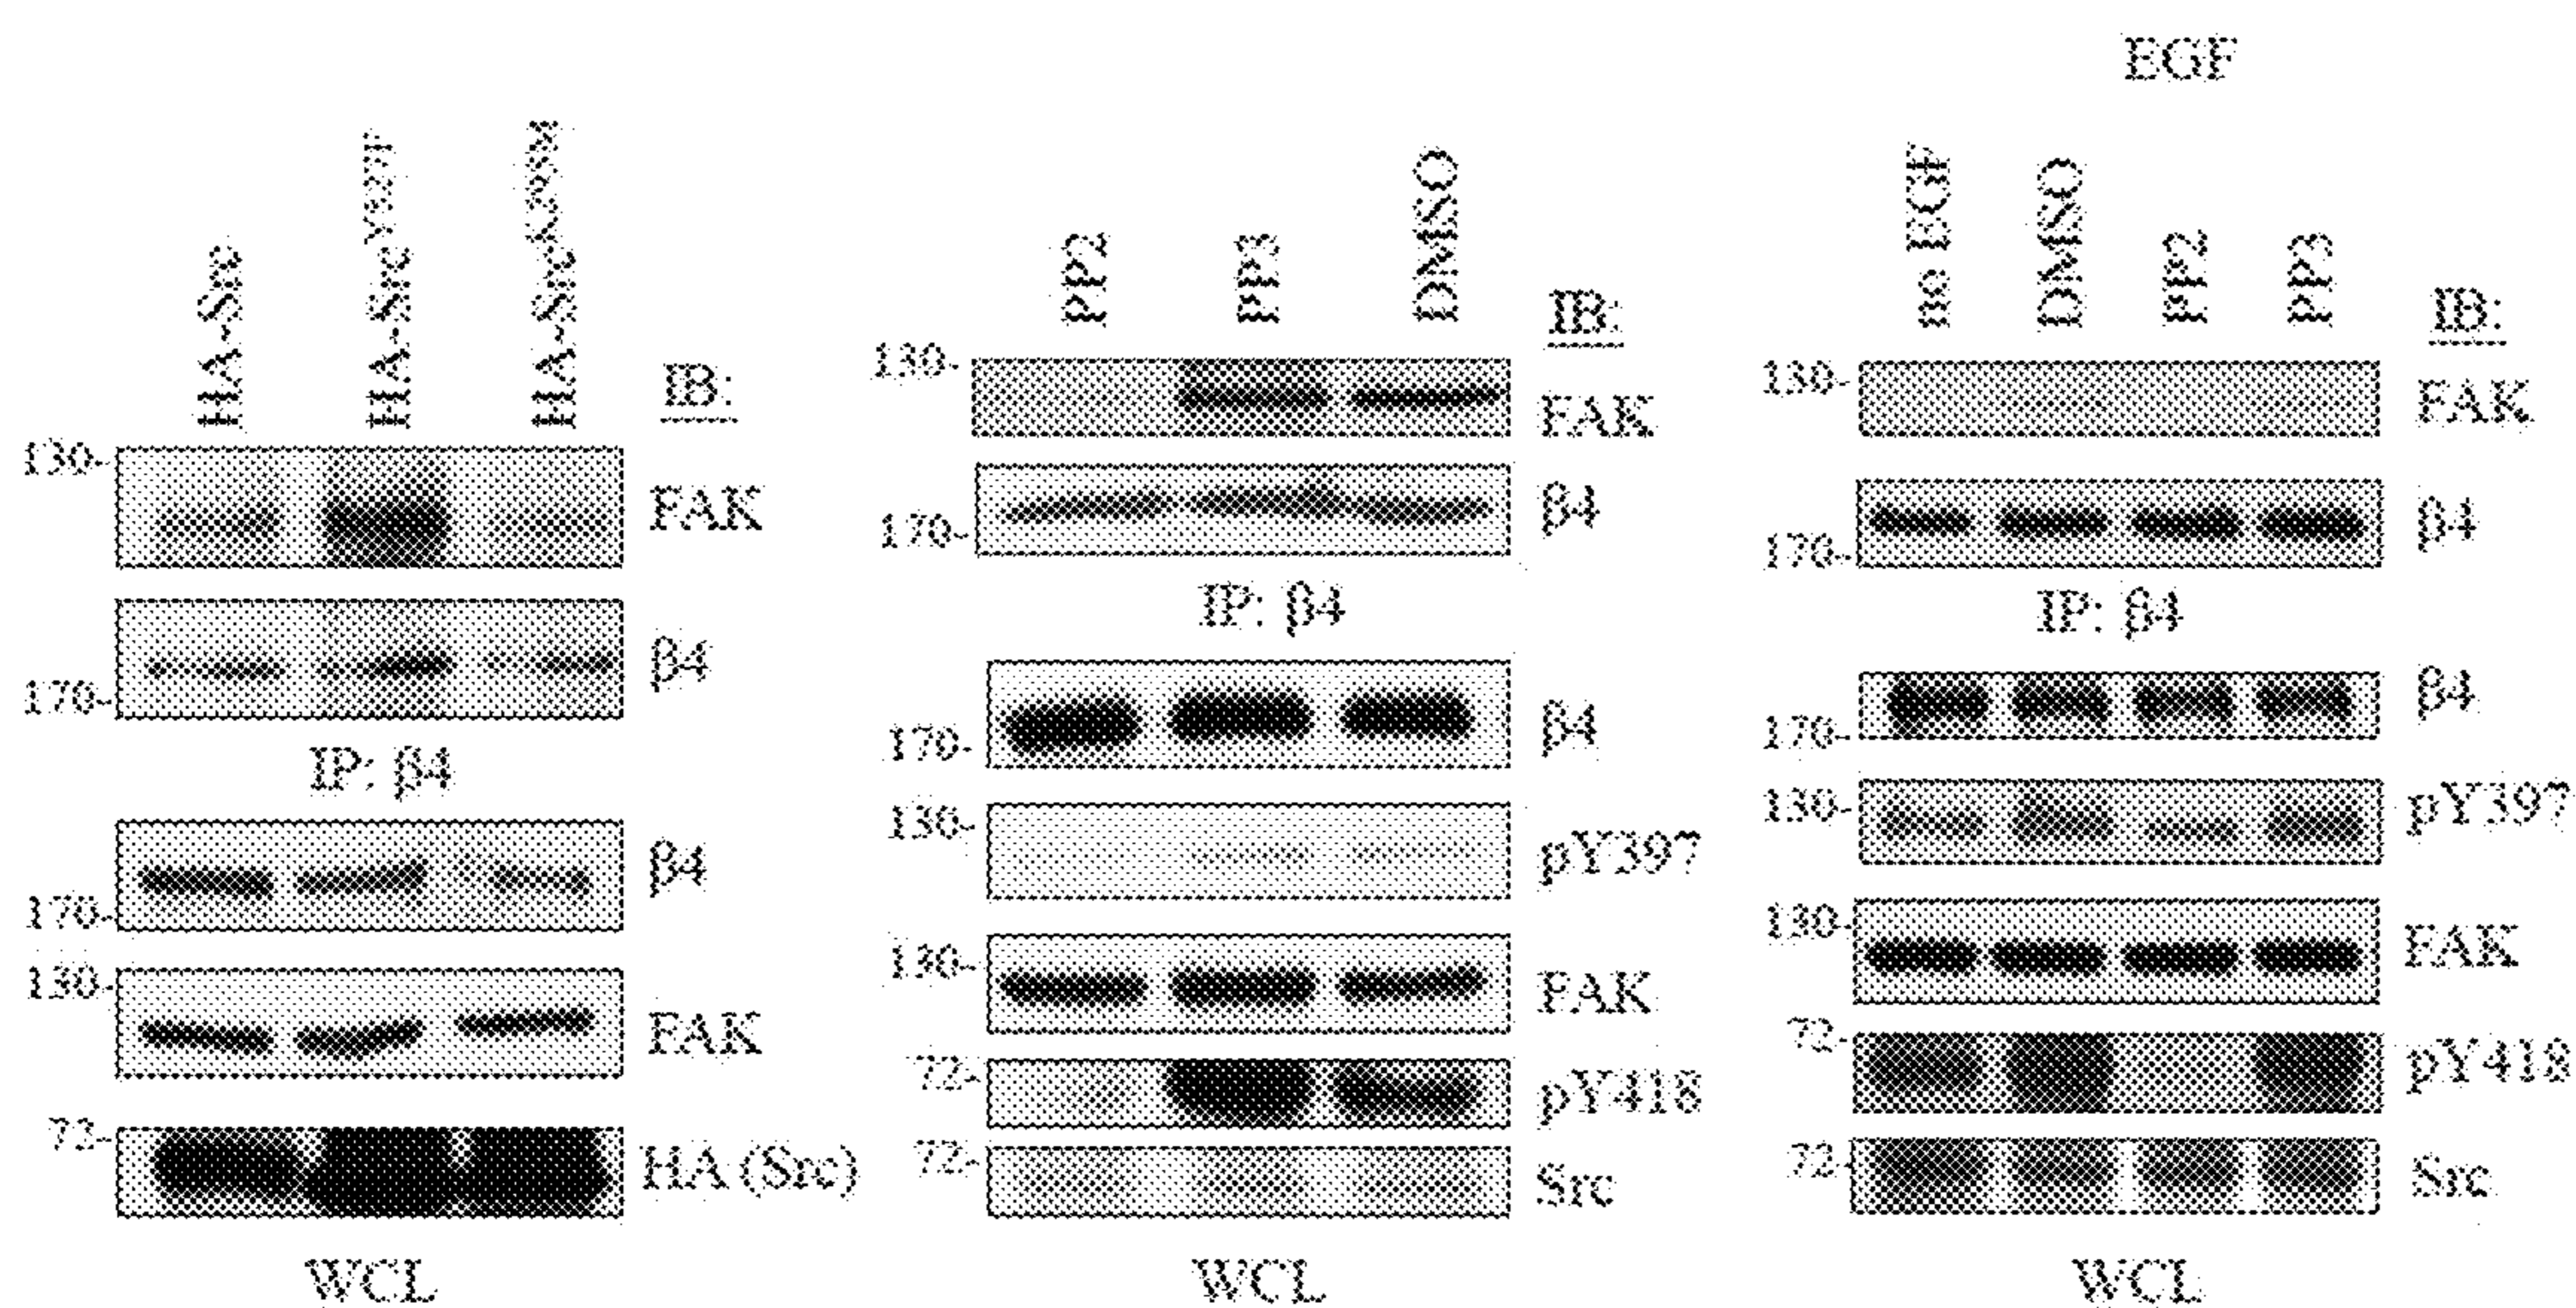 EGF
HA-Src
HA-Src
HA-Src
IB:
130-
FAK
β4
170-
IP: β4
β4
170-
130-
FAK
72-
HA (Src)
WCL
PP2
PP3
DMSO
IB:
130-
FAK
β4
170-
IP: β4
β4
170-
130-
pY397
130-
FAK
72-
pY418
72-
Src
WCL
no EGF
DMSO
PP2
PP3
IB:
130-
FAK
β4
170-
IP: β4
β4
170-
130-
pY397
130-
FAK
72-
pY418
72-
Src
WCL